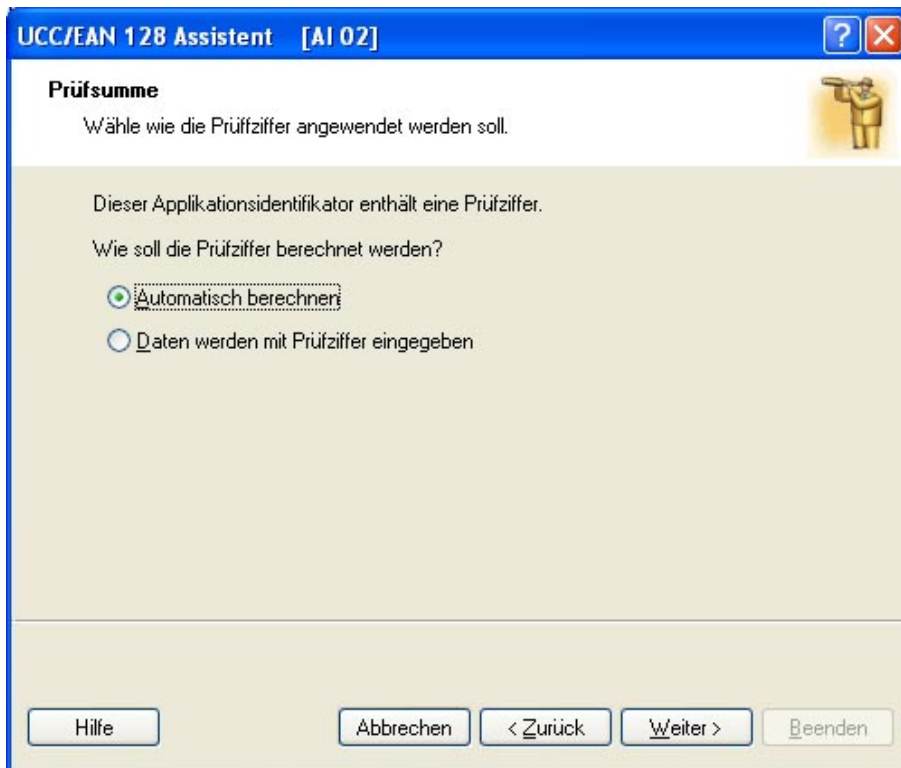 UCC/EAN 128 Assistent [AI 02]
Prüfsumme
Wähle wie die Prüffziffer angewendet werden soll.
Dieser Applikationsidentifikator enthält eine Prüfziffer.
Wie soll die Prüfziffer berechnet werden?
Automatisch berechnen
Daten werden mit Prüfziffer eingegeben
Hilfe Abbrechen < Zurück Weiter > Beenden